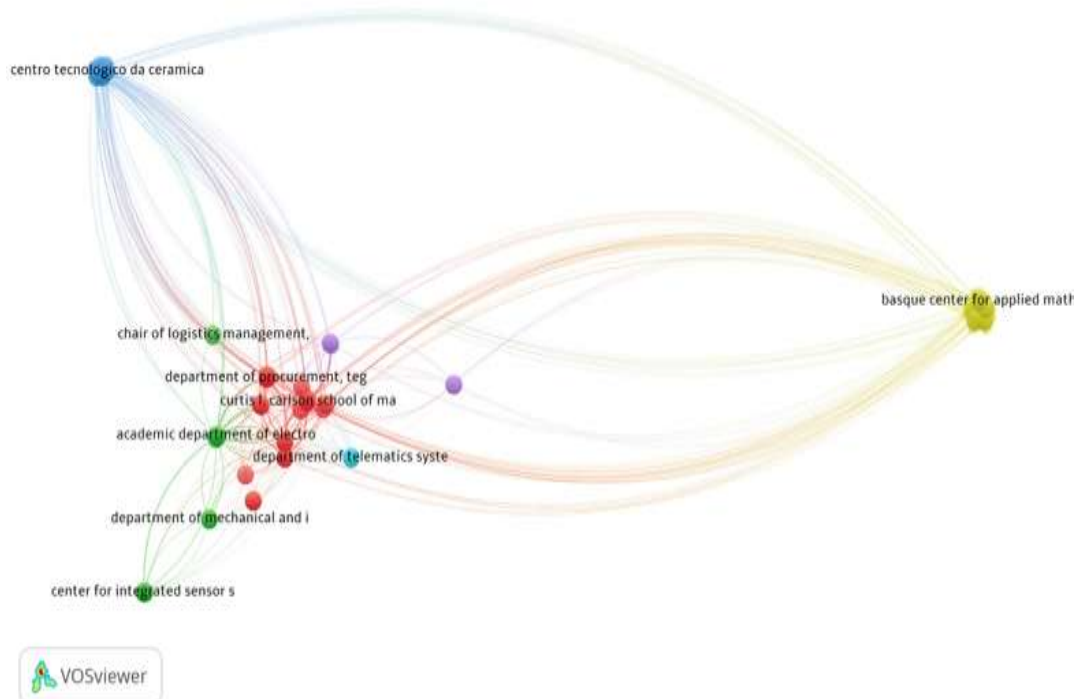 centro tecnológico da ceramica
basque center for applied math
chair of logistics management,
department of procurement, teg
curtis l. carlson school of ma
academic department of electro
department of telematics syste
department of mechanical and i
center for integrated sensor s
VOSviewer